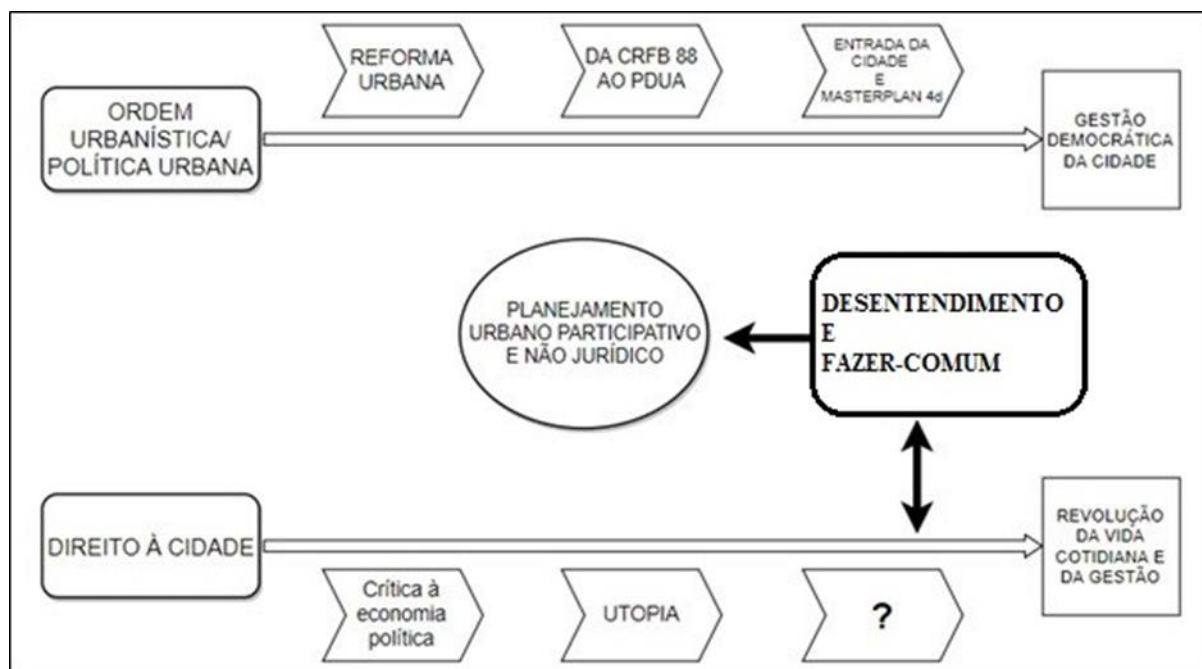 REFORMA
URBANA
DA CRFB 88
AO PDUA
ENTRADA DA
CIDADE
E
MASTERPLAN 4d
ORDEM
URBANÍSTICA/
POLÍTICA URBANA
GESTÃO
DEMOCRÁTICA
DA CIDADE
PLANEJAMENTO
URBANO PARTICIPATIVO
E NÃO JURÍDICO
DESENTENDIMENTO
E
FAZER-COMUM
DIREITO À CIDADE
REVOLUÇÃO
DA VIDA
COTIDIANA E
DA GESTÃO
Crítica à
economia
política
UTOPIA
?